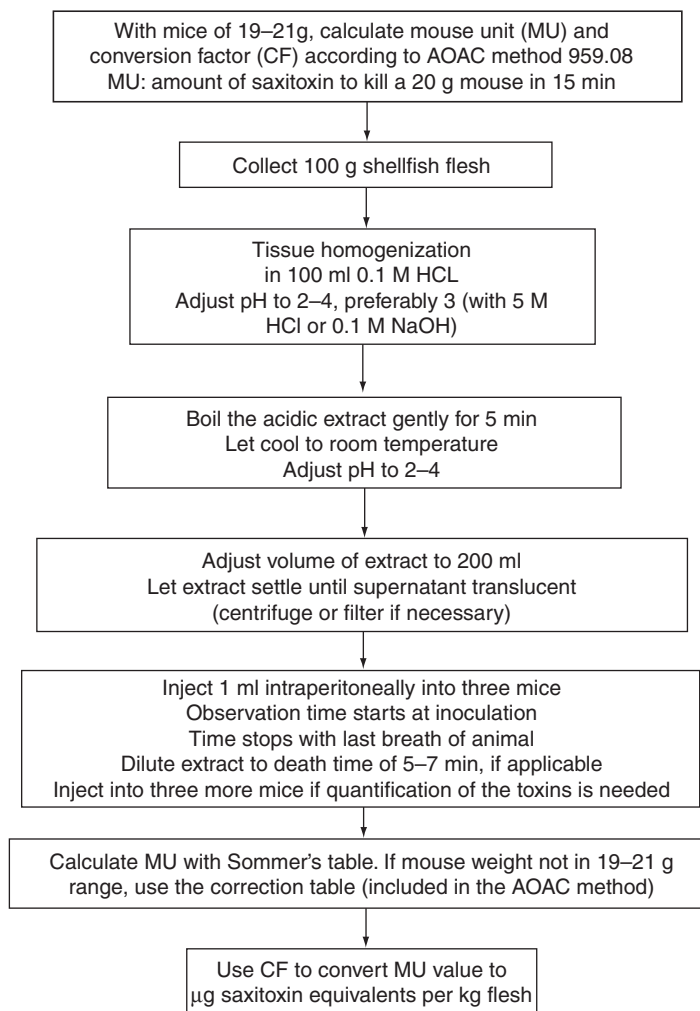 With mice of 19–21g, calculate mouse unit (MU) and
conversion factor (CF) according to AOAC method 959.08
MU: amount of saxitoxin to kill a 20 g mouse in 15 min
Collect 100 g shellfish flesh
Tissue homogenization
in 100 ml 0.1 M HCL
Adjust pH to 2–4, preferably 3 (with 5 M
HCl or 0.1 M NaOH)
Boil the acidic extract gently for 5 min
Let cool to room temperature
Adjust pH to 2–4
Adjust volume of extract to 200 ml
Let extract settle until supernatant translucent
(centrifuge or filter if necessary)
Inject 1 ml intraperitoneally into three mice
Observation time starts at inoculation
Time stops with last breath of animal
Dilute extract to death time of 5–7 min, if applicable
Inject into three more mice if quantification of the toxins is needed
Calculate MU with Sommer's table. If mouse weight not in 19–21 g
range, use the correction table (included in the AOAC method)
Use CF to convert MU value to
μg saxitoxin equivalents per kg flesh